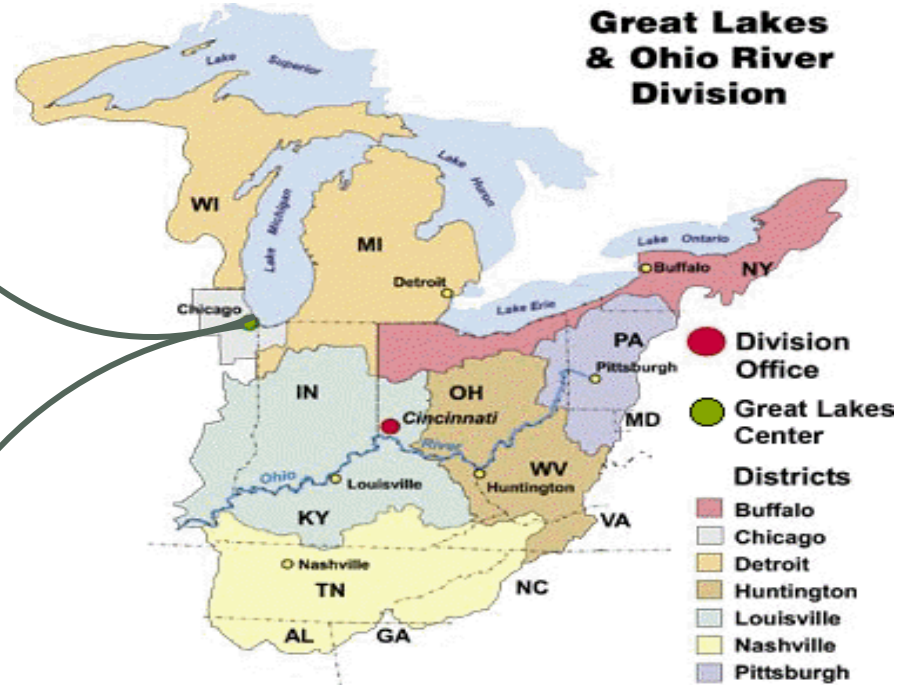 Great Lakes
& Ohio River
Division
Lake Superior
Lake Michigan
Lake Huron
WI
MI
Lake Ontario
Detroit
Buffalo
NY
Lake Erie
Chicago
PA
Pittsburgh
Division
Office
IN
OH
Cincinnati
MD
Great Lakes
Center
River
Ohio
Louisville
WV
Huntington
KY
VA
Nashville
TN
NC
AL
GA
Districts
Buffalo
Chicago
Detroit
Huntington
Louisville
Nashville
Pittsburgh